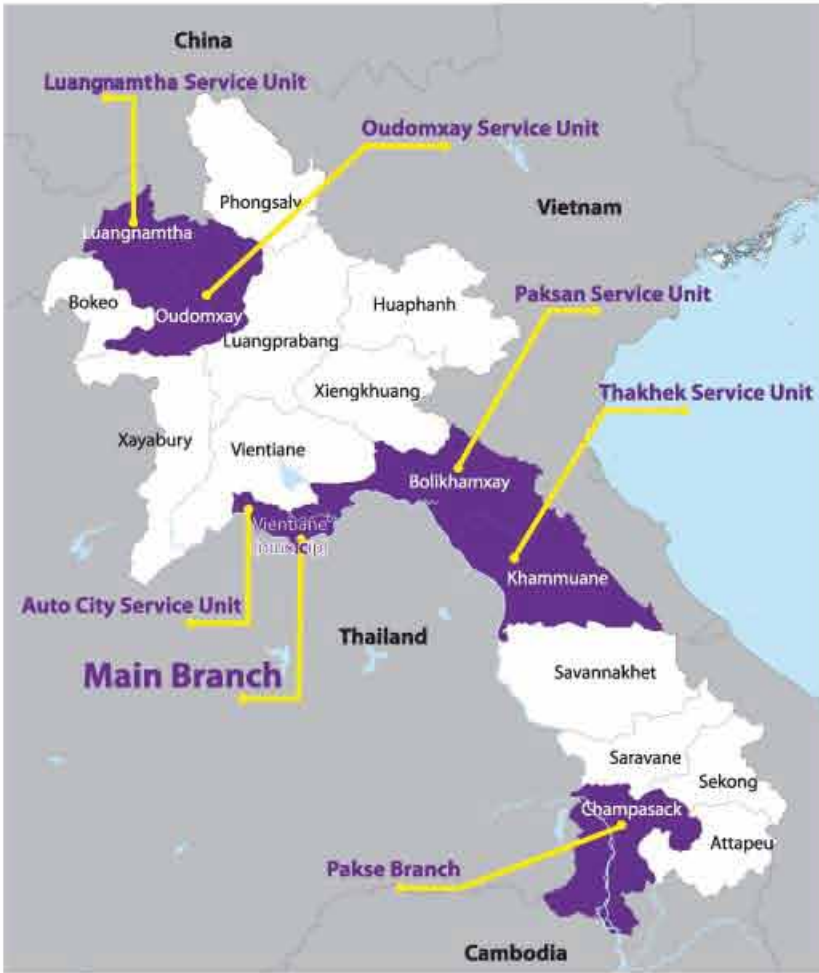 China
Luangnamtha Service Unit
Oudomxay Service Unit
Phongsaly
Vietnam
Luangnamtha
Bokeo
Oudomxay
Huaphanh
Paksan Service Unit
Luangprabang
Xiengkhuang
Thakhek Service Unit
Xayabury
Vientiane
Bolikhamxay
Vientiane
Khammuane
Auto City Service Unit
Thailand
Main Branch
Savannakhet
Saravane
Sekong
Champasack
Attapeu
Pakse Branch
Cambodia